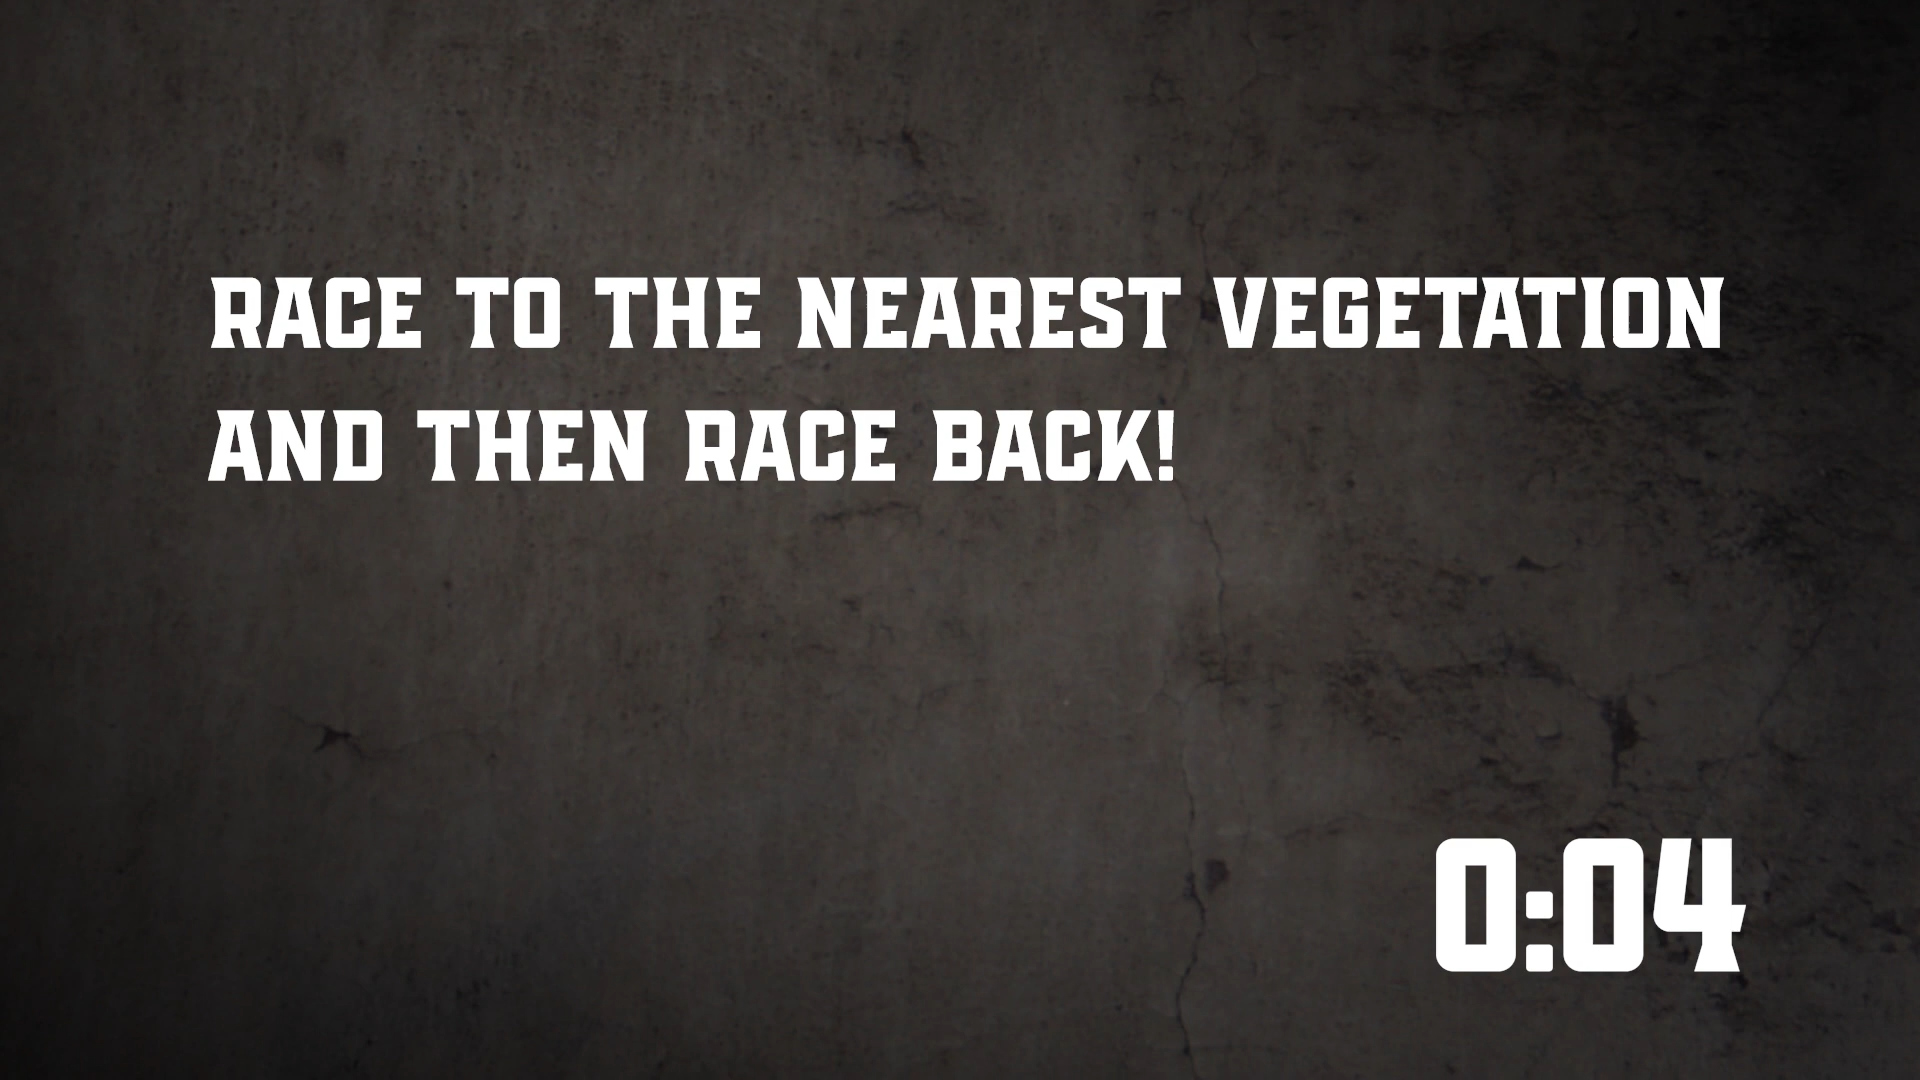 RACE TO THE NEAREST VEGETATION
AND THEN RACE BACK!
0:04